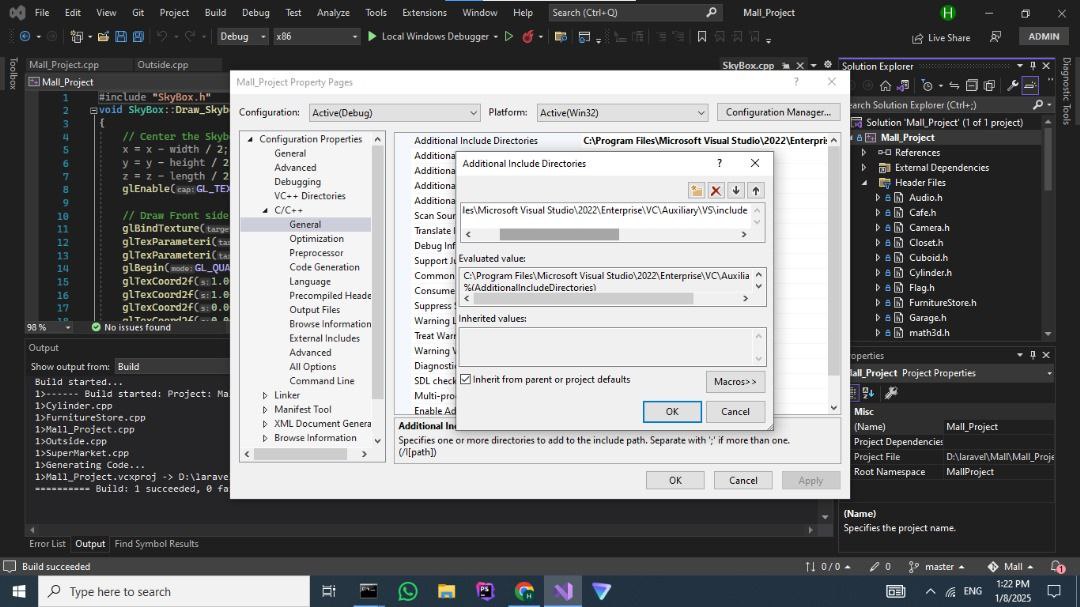 File Edit View Git Project Build Debug Test Analyze Tools Extensions Window Help Search (Ctrl+Q) Mall_Project H
Debug x86 Local Windows Debugger Live Share ADMIN
Toolbox
Mall_Project.cpp Outside.cpp SkyBox.cpp
Mall_Project
1 #include "SkyBox.h"
2 void SkyBox::Draw_Skyb
3 {
4 // Center the Skyb
5 x = x - width / 2;
6 y = y - height / 2
7 z = z - length / 2
8 glEnable(cap:GL_TEX
9
10 // Draw Front side
11 glBindTexture(target
12 glTexParameteri(ta
13 glTexParameteri(ta
14 glBegin(mode:GL_QUA
15 glTexCoord2f(s:1.0
16 glTexCoord2f(s:1.0
17 glTexCoord2f(s:0.0
98 % No issues found
Output
Show output from: Build
Build started...
1>------ Build started: Project: Ma
1>Cylinder.cpp
1>FurnitureStore.cpp
1>Mall_Project.cpp
1>Outside.cpp
1>SuperMarket.cpp
1>Generating Code...
1>Mall_Project.vcxproj -> D:\larav
========== Build: 1 succeeded, 0 fa
Error List Output Find Symbol Results
Build succeeded
0 / 0 0 master Mall 1
Mall_Project Property Pages ?
Configuration: Active(Debug) Platform: Active(Win32) Configuration Manager...
Configuration Properties
General
Advanced
Debugging
VC++ Directories
C/C++
General
Optimization
Preprocessor
Code Generation
Language
Precompiled Heade
Output Files
Browse Information
External Includes
Advanced
All Options
Command Line
Linker
Manifest Tool
XML Document Genera
Browse Information
Additional Include Directories C:\Program Files\Microsoft Visual Studio\2022\Enterpris
Additiona
Additiona
Additiona
Additiona
Scan Sour
Translate I
Debug Inf
Support Ju
Common
Consume
Suppress S
Warning L
Treat Warn
Warning V
Diagnosti
SDL check
Multi-proc
Enable Ad
Additional In
Specifies one or more directories to add to the include path. Separate with ';' if more than one.
(/I[path])
OK Cancel Apply
Additional Include Directories ?
les\Microsoft Visual Studio\2022\Enterprise\VC\Auxiliary\VS\include
Evaluated value:
C:\Program Files\Microsoft Visual Studio\2022\Enterprise\VC\Auxilia
%(AdditionalIncludeDirectories)
Inherited values:
Inherit from parent or project defaults
Macros>>
OK Cancel
Solution Explorer
earch Solution Explorer (Ctrl+;)
Solution 'Mall_Project' (1 of 1 project)
Mall_Project
References
External Dependencies
Header Files
Audio.h
Cafe.h
Camera.h
Closet.h
Cuboid.h
Cylinder.h
Flag.h
FurnitureStore.h
Garage.h
math3d.h
Diagnostic Tools
operties
all_Project Project Properties
Misc
(Name) Mall_Project
Project Dependencies
Project File D:\laravel\Mall\Mall_Proje
Root Namespace MallProject
(Name)
Specifies the project name.
Type here to search
ENG
1:22 PM
1/8/2025